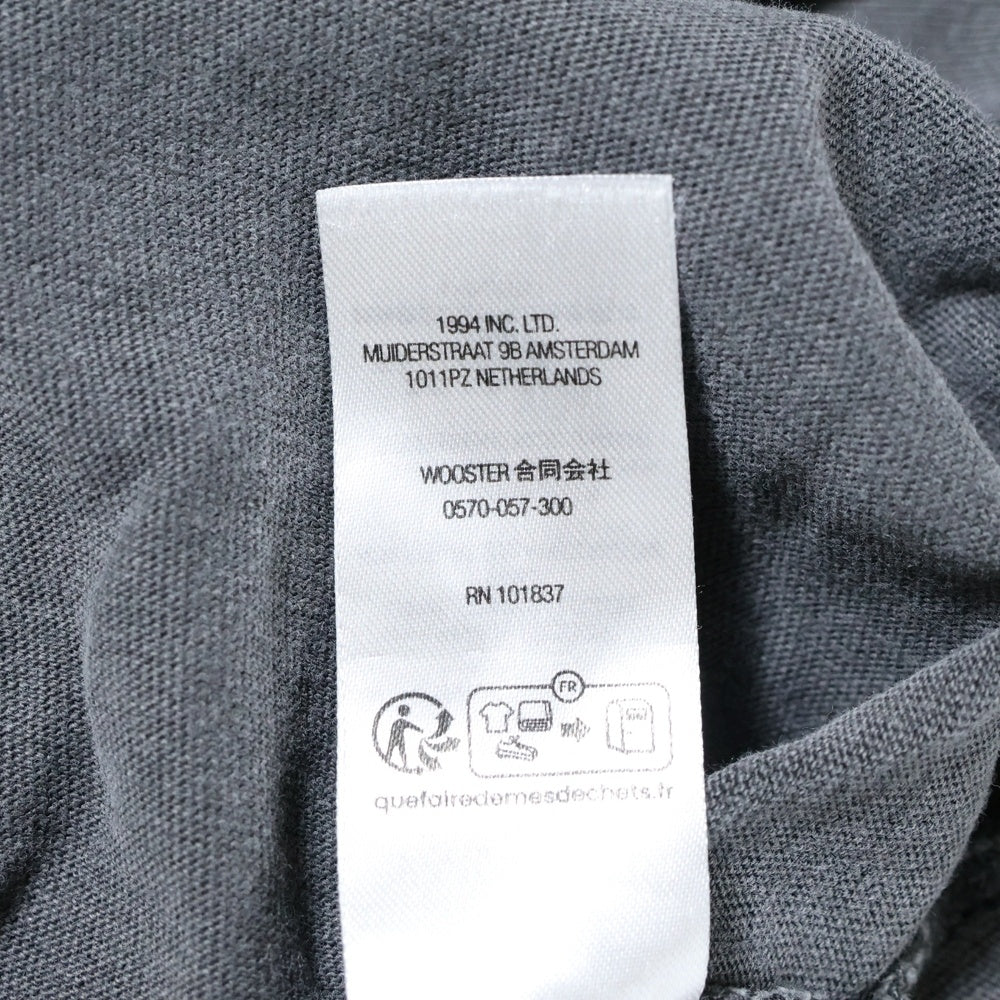 1994 INC. LTD.
MUIDERSTRAAT 9B AMSTERDAM
1011PZ NETHERLANDS
WOOSTER 合同会社
0570-057-300
RN 101837
FR
quefairedemesdechets.fr